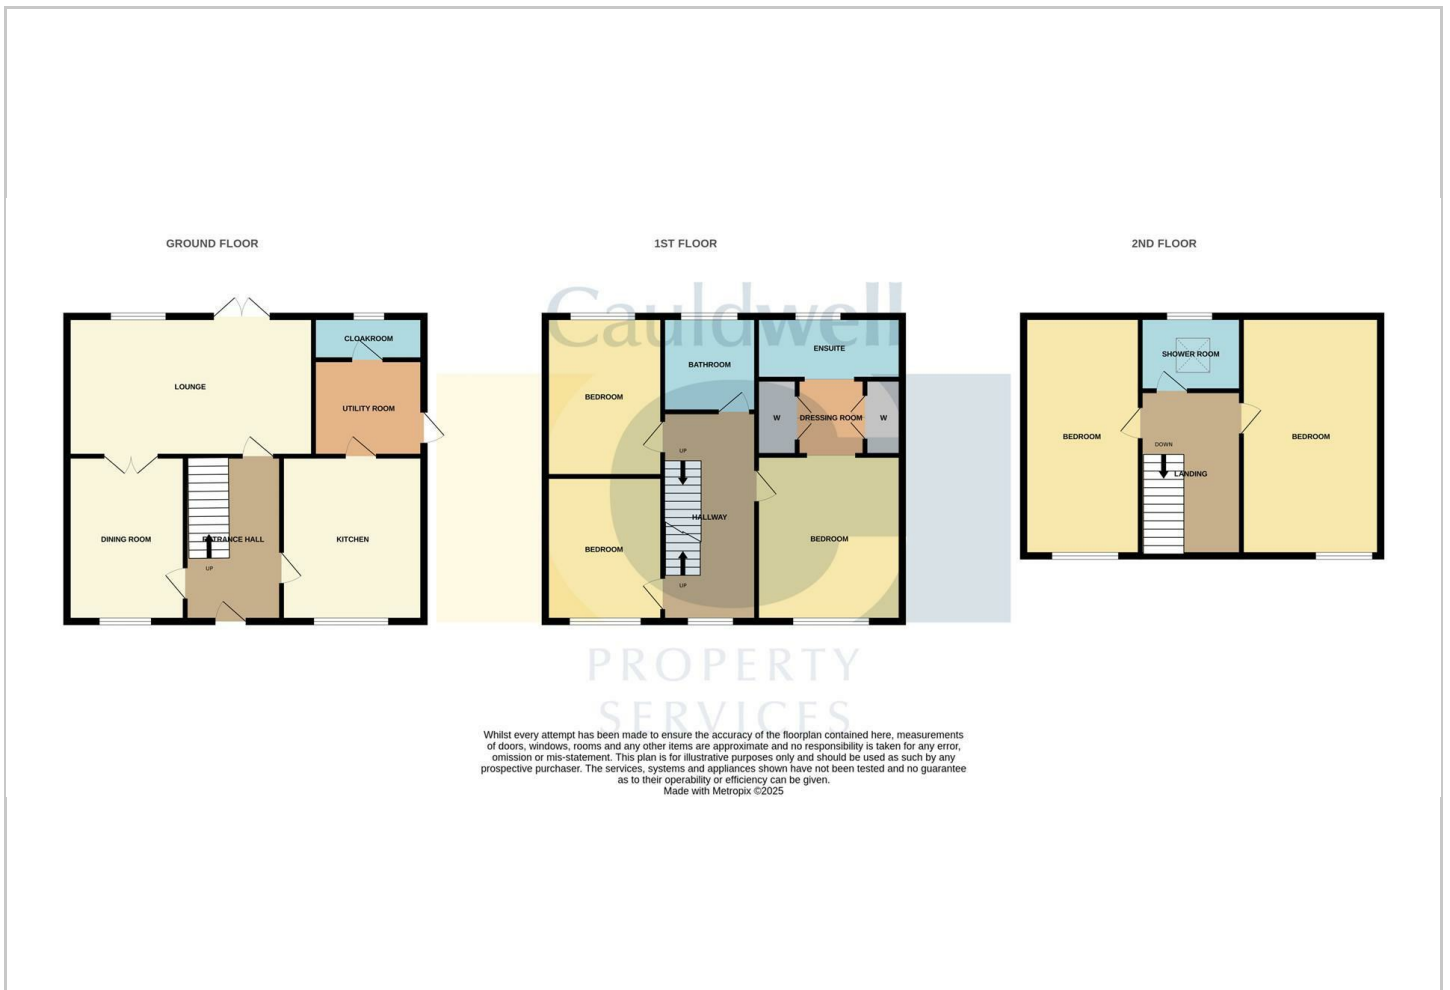 GROUND FLOOR
1ST FLOOR
2ND FLOOR
Cauldwell
CLOAKROOM
LOUNGE
UTILITY ROOM
DINING ROOM
ENTRANCE HALL
KITCHEN
UP
ENSUITE
BATHROOM
BEDROOM
W
DRESSING ROOM
W
UP
HALLWAY
BEDROOM
BEDROOM
UP
SHOWER ROOM
BEDROOM
BEDROOM
DOWN
LANDING
PROPERTY
SERVICES
Whilst every attempt has been made to ensure the accuracy of the floorplan contained here, measurements
of doors, windows, rooms and any other items are approximate and no responsibility is taken for any error,
omission or mis-statement. This plan is for illustrative purposes only and should be used as such by any
prospective purchaser. The services, systems and appliances shown have not been tested and no guarantee
as to their operability or efficiency can be given.
Made with Metropix ©2025